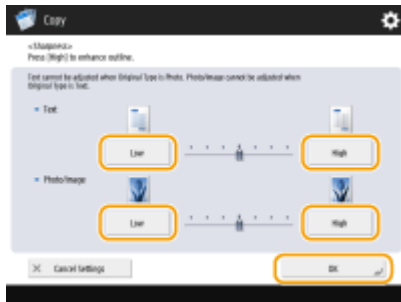 Copy
<Sharpness>
Press [High] to enhance outline.
Text cannot be adjusted when Original Type is Photo. Photo/Image cannot be adjusted when
Original Type is Text.
Text
Low High
Photo/Image
Low High
Cancel Settings OK